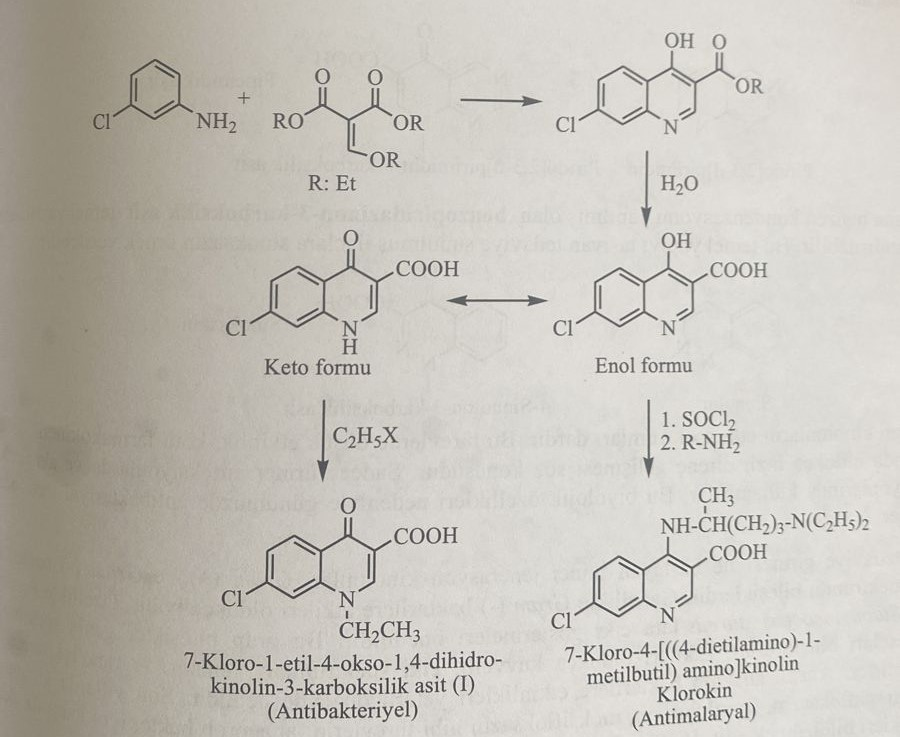 OH O
OR
Cl
NH₂
+
O O
RO
OR
OR
R: Et
Cl
N
H₂O
O
COOH
Cl
N
H
Keto formu
OH
COOH
Cl
N
Enol formu
C₂H₅X
1. SOCl₂
2. R-NH₂
O
COOH
Cl
N
CH₂CH₃
7-Kloro-1-etil-4-okso-1,4-dihidro-
kinolin-3-karboksilik asit (I)
(Antibakteriyel)
CH₃
NH-CH(CH₂)₃-N(C₂H₅)₂
COOH
Cl
N
7-Kloro-4-[((4-dietilamino)-1-
metilbutil) amino]kinolin
Klorokin
(Antimalaryal)